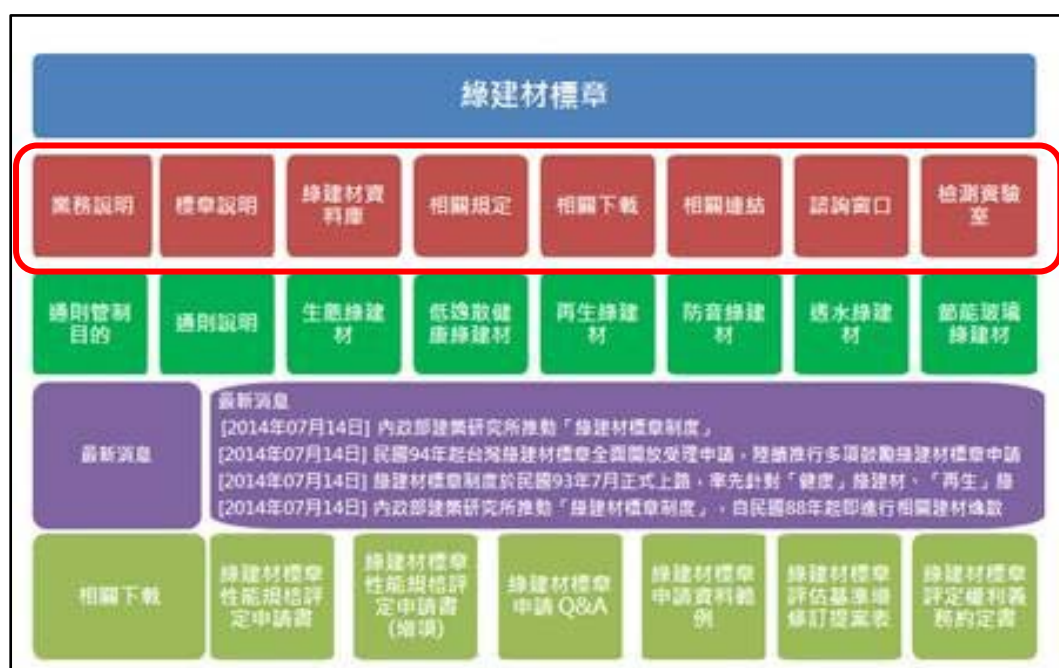 綠建材標章
業務說明
標章說明
綠建材資
料庫
相關規定
相關下載
相關連結
諮詢窗口
檢測實驗
室
通則管制
目的
通則說明
生態綠建
材
低逸散健
康綠建材
再生綠建
材
防音綠建
材
透水綠建
材
節能玻璃
綠建材
最新消息
最新消息
[2014年07月14日] 內政部建築研究所推動「綠建材標章制度」
[2014年07月14日] 民國94年起台灣綠建材標章全面開放受理申請，陸續推行多項鼓勵綠建材標章申請
[2014年07月14日] 綠建材標章制度於民國93年7月正式上路，率先針對「健康」綠建材、「再生」綠
[2014年07月14日] 內政部建築研究所推動「綠建材標章制度」，自民國88年起即進行相關建材逸散
相關下載
綠建材標章
性能規格評
定申請書
綠建材標章
性能規格評
定申請書
(增項)
綠建材標章
申請 Q&A
綠建材標章
申請資料範
例
綠建材標章
評估基準增
修訂提案表
綠建材標章
評定權利義
務約定書